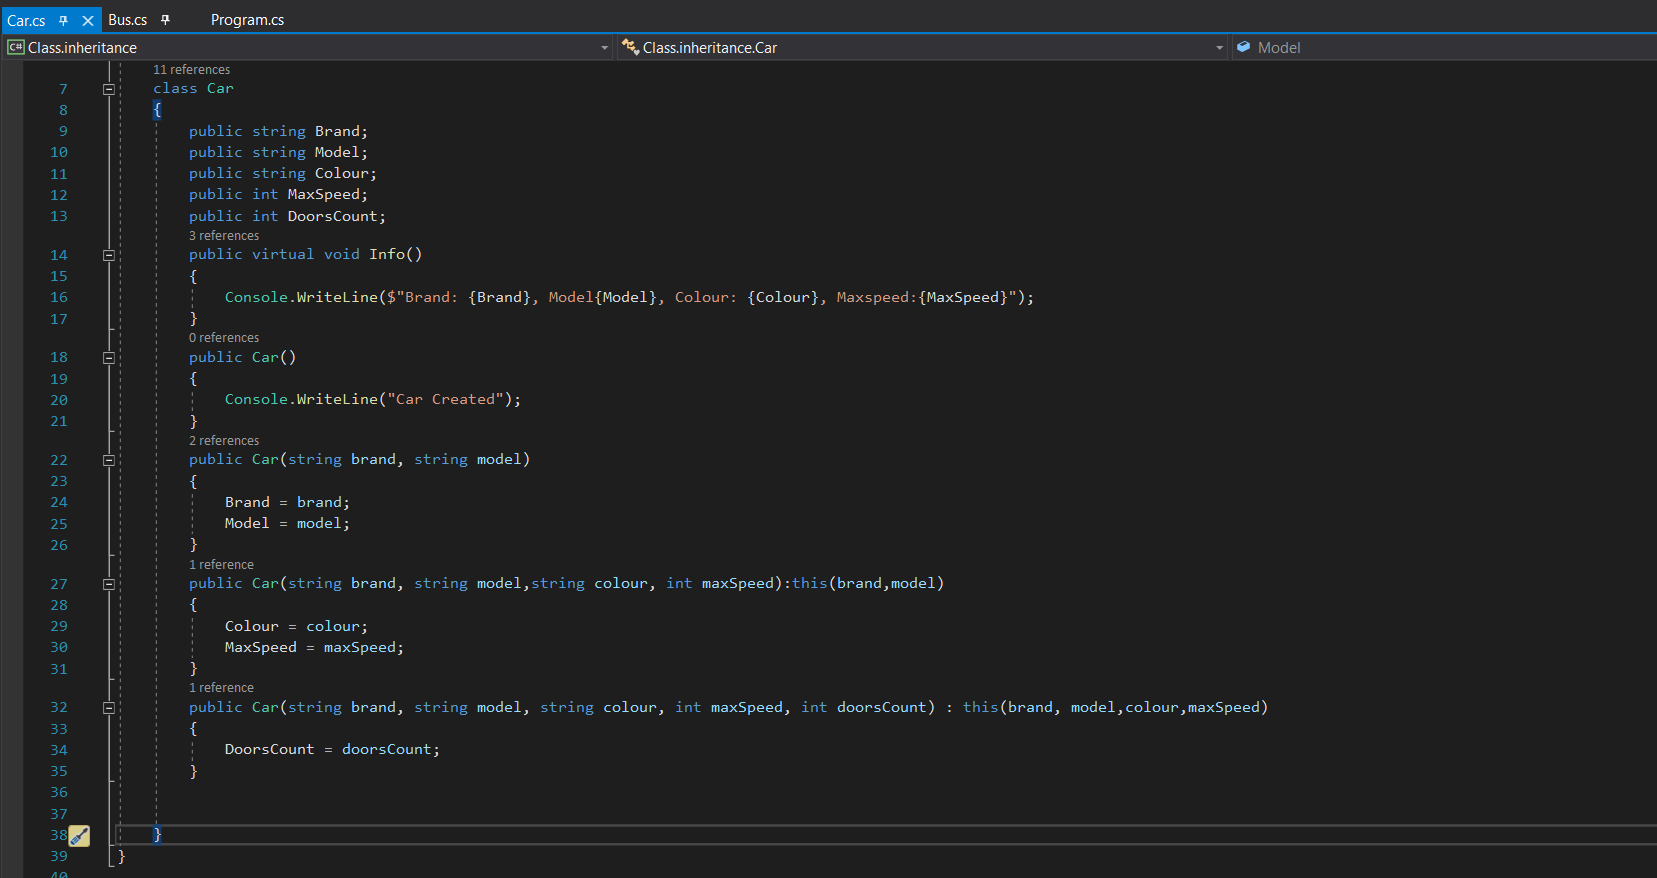 Car.cs Bus.cs Program.cs
C# Class.inheritance Class.inheritance.Car Model
11 references
7 class Car
8 {
9 public string Brand;
10 public string Model;
11 public string Colour;
12 public int MaxSpeed;
13 public int DoorsCount;
3 references
14 public virtual void Info()
15 {
16 Console.WriteLine($"Brand: {Brand}, Model{Model}, Colour: {Colour}, Maxspeed:{MaxSpeed}");
17 }
0 references
18 public Car()
19 {
20 Console.WriteLine("Car Created");
21 }
2 references
22 public Car(string brand, string model)
23 {
24 Brand = brand;
25 Model = model;
26 }
1 reference
27 public Car(string brand, string model,string colour, int maxSpeed):this(brand,model)
28 {
29 Colour = colour;
30 MaxSpeed = maxSpeed;
31 }
1 reference
32 public Car(string brand, string model, string colour, int maxSpeed, int doorsCount) : this(brand, model,colour,maxSpeed)
33 {
34 DoorsCount = doorsCount;
35 }
36
37
38 }
39 }
40